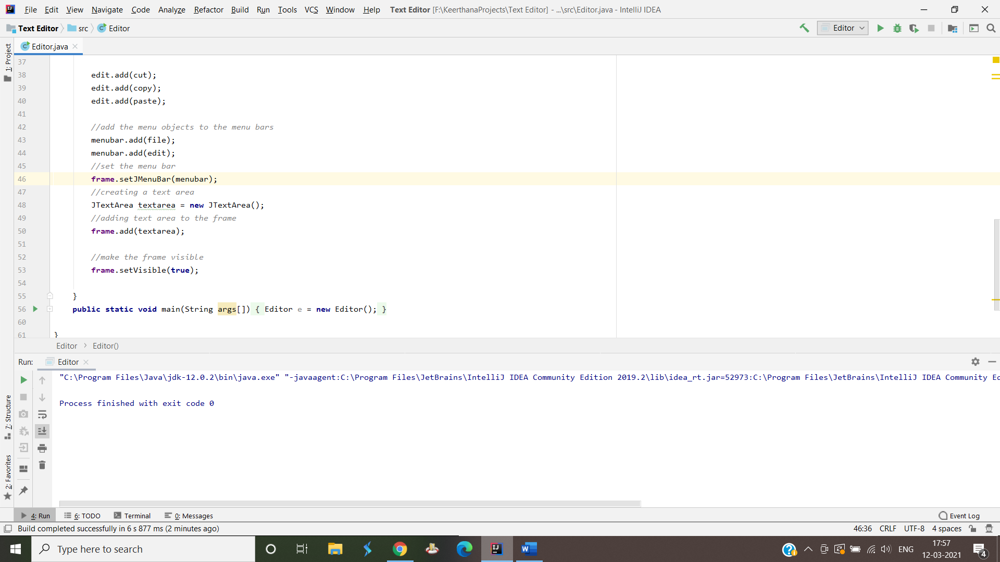 File Edit View Navigate Code Analyze Refactor Build Run Tools VCS Window Help Text Editor [F:\KeerthanaProjects\Text Editor] - ...\src\Editor.java - IntelliJ IDEA
Text Editor src Editor Editor
Editor.java
1: Project
37
38 edit.add(cut);
39 edit.add(copy);
40 edit.add(paste);
41
42 //add the menu objects to the menu bars
43 menubar.add(file);
44 menubar.add(edit);
45 //set the menu bar
46 frame.setJMenuBar(menubar);
47 //creating a text area
48 JTextArea textarea = new JTextArea();
49 //adding text area to the frame
50 frame.add(textarea);
51
52 //make the frame visible
53 frame.setVisible(true);
54
55 }
56 public static void main(String args[]) { Editor e = new Editor(); }
60
61 }
Editor › Editor()
Run: Editor
"C:\Program Files\Java\jdk-12.0.2\bin\java.exe" "-javaagent:C:\Program Files\JetBrains\IntelliJ IDEA Community Edition 2019.2\lib\idea_rt.jar=52973:C:\Program Files\JetBrains\IntelliJ IDEA Community Ed
Process finished with exit code 0
7: Structure
2: Favorites
4: Run 6: TODO Terminal 0: Messages Event Log
Build completed successfully in 6 s 877 ms (2 minutes ago) 46:36 CRLF UTF-8 4 spaces
Type here to search ENG 17:57
12-03-2021 4